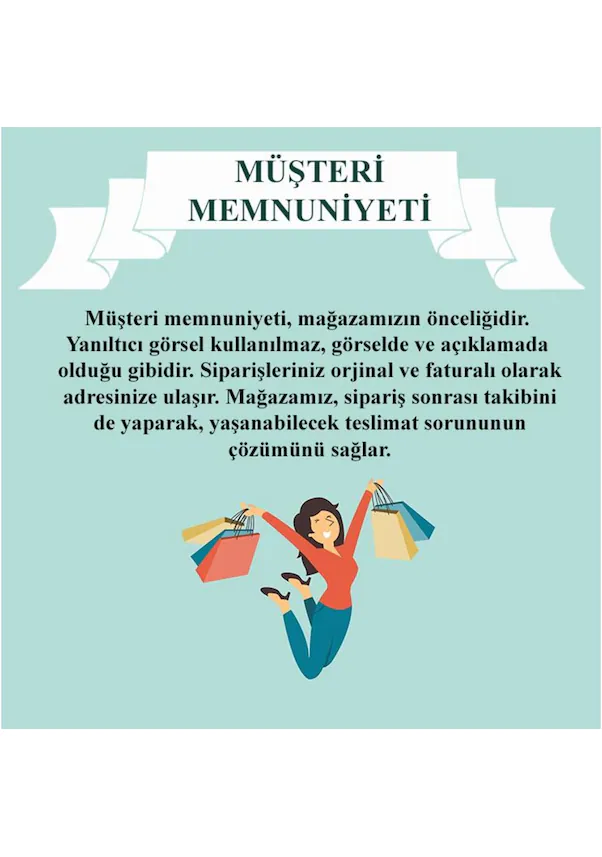 MÜŞTERİ
MEMNUNİYETİ
Müşteri memnuniyeti, mağazamızın önceliğidir.
Yanıltıcı görsel kullanılmaz, görselde ve açıklamada
olduğu gibidir. Siparişleriniz orjinal ve faturalı olarak
adresinize ulaşır. Mağazamız, sipariş sonrası takibini
de yaparak, yaşanabilecek teslimat sorununun
çözümünü sağlar.